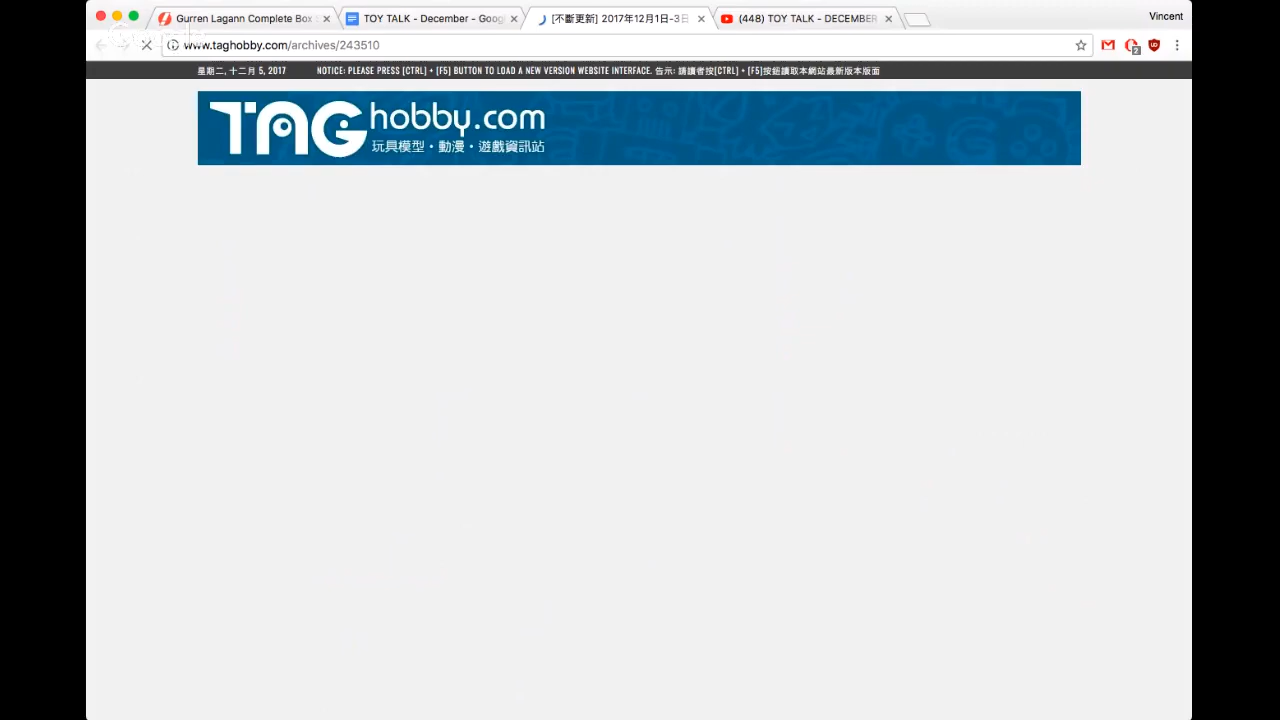 Gurren Lagann Complete Box
TOY TALK - December - Goog
[不斷更新] 2017年12月1日-3日
(448) TOY TALK - DECEMBER
Vincent
www.taghobby.com/archives/243510
2
星期二, 十二月 5, 2017
NOTICE: PLEASE PRESS [CTRL] + [F5] BUTTON TO LOAD A NEW VERSION WEBSITE INTERFACE. 告示: 請讀者按[CTRL] + [F5]按鈕讀取本網站最新版本版面
TAG hobby.com
玩具模型・動漫・遊戲資訊站